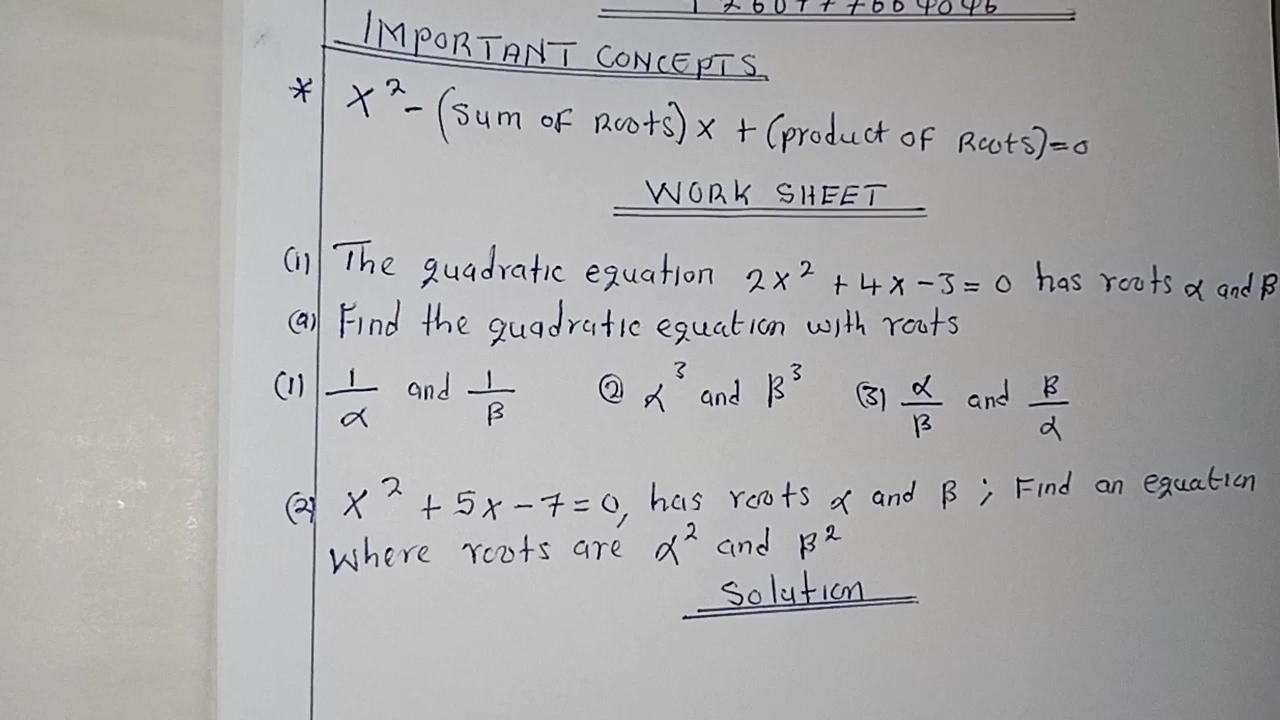 IMPORTANT CONCEPTS
* x² - (Sum of Roots) x + (product of Roots) = 0
WORK SHEET
(1) The quadratic equation 2x² + 4x - 3 = 0 has roots α and β
(a) Find the quadratic equation with roots
(1) 1/α and 1/β ② α³ and β³ (3) α/β and β/α
(2) x² + 5x - 7 = 0, has roots α and β ; Find an equation
where roots are α² and β²
Solution